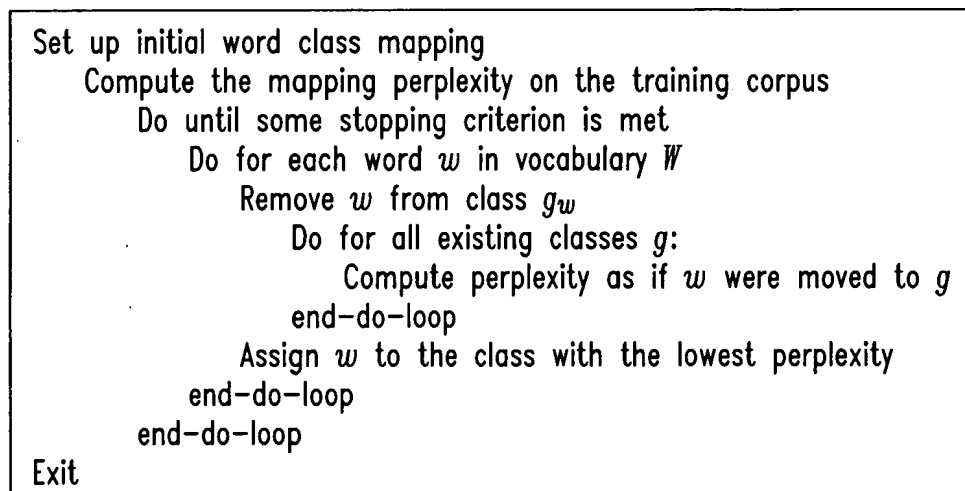 Set up initial word class mapping
Compute the mapping perplexity on the training corpus
Do until some stopping criterion is met
Do for each word w in vocabulary W
Remove w from class g_w
Do for all existing classes g:
Compute perplexity as if w were moved to g
end-do-loop
Assign w to the class with the lowest perplexity
end-do-loop
end-do-loop
Exit